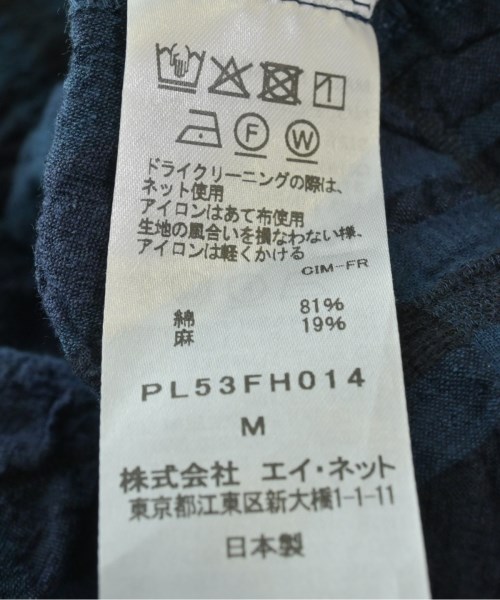 F W
ドライクリーニングの際は、
ネット使用
アイロンはあて布使用
生地の風合いを損なわない様、
アイロンは軽くかける
CIM-FR
綿 81%
麻 19%
PL53FH014
M
株式会社 エイ・ネット
東京都江東区新大橋1-1-11
日本製